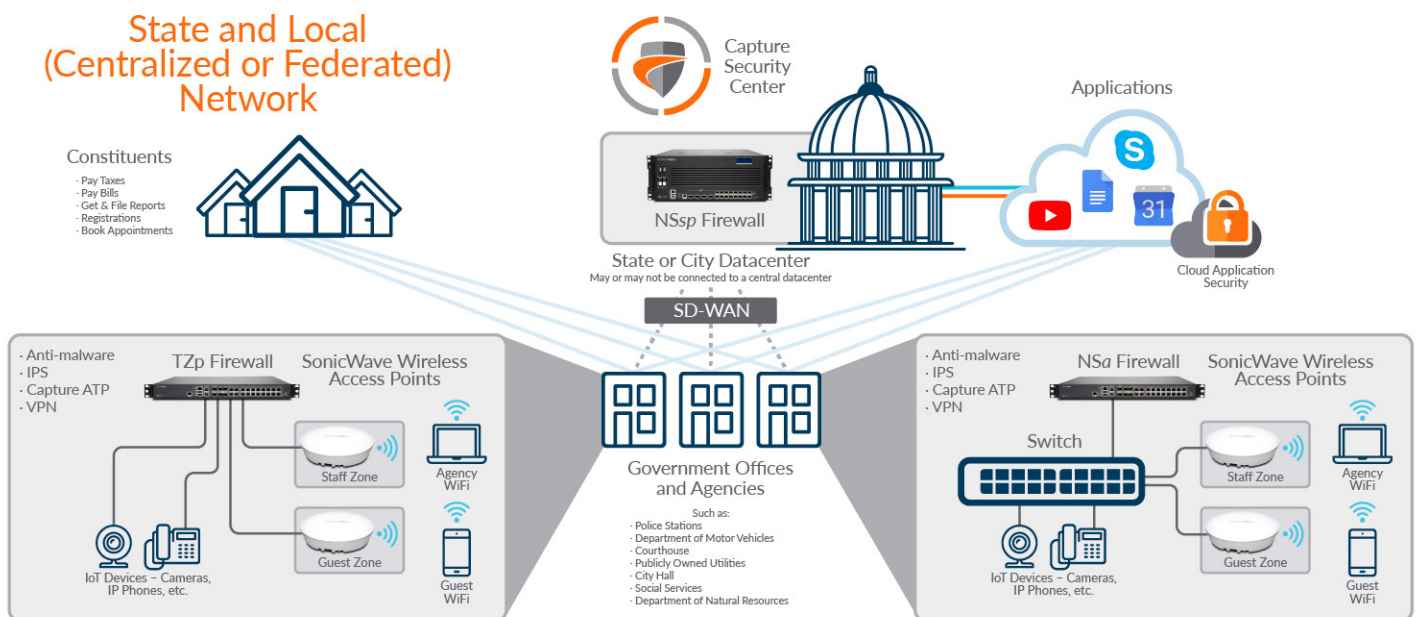 State and Local
(Centralized or Federated)
Network
Capture
Security
Center
Applications
Constituents
· Pay Taxes
· Pay Bills
· Get & File Reports
· Registrations
· Book Appointments
NSsp Firewall
31
Cloud Application
Security
State or City Datacenter
May or may not be connected to a central datacenter
SD-WAN
· Anti-malware
· IPS
· Capture ATP
· VPN
TZp Firewall
SonicWave Wireless
Access Points
Staff Zone
Agency
WiFi
Guest Zone
Guest
WiFi
IoT Devices – Cameras,
IP Phones, etc.
Government Offices
and Agencies
Such as:
· Police Stations
· Department of Motor Vehicles
· Courthouse
· Publicly Owned Utilities
· City Hall
· Social Services
· Department of Natural Resources
· Anti-malware
· IPS
· Capture ATP
· VPN
NSa Firewall
SonicWave Wireless
Access Points
Switch
Staff Zone
Agency
WiFi
Guest Zone
Guest
WiFi
IoT Devices – Cameras,
IP Phones, etc.